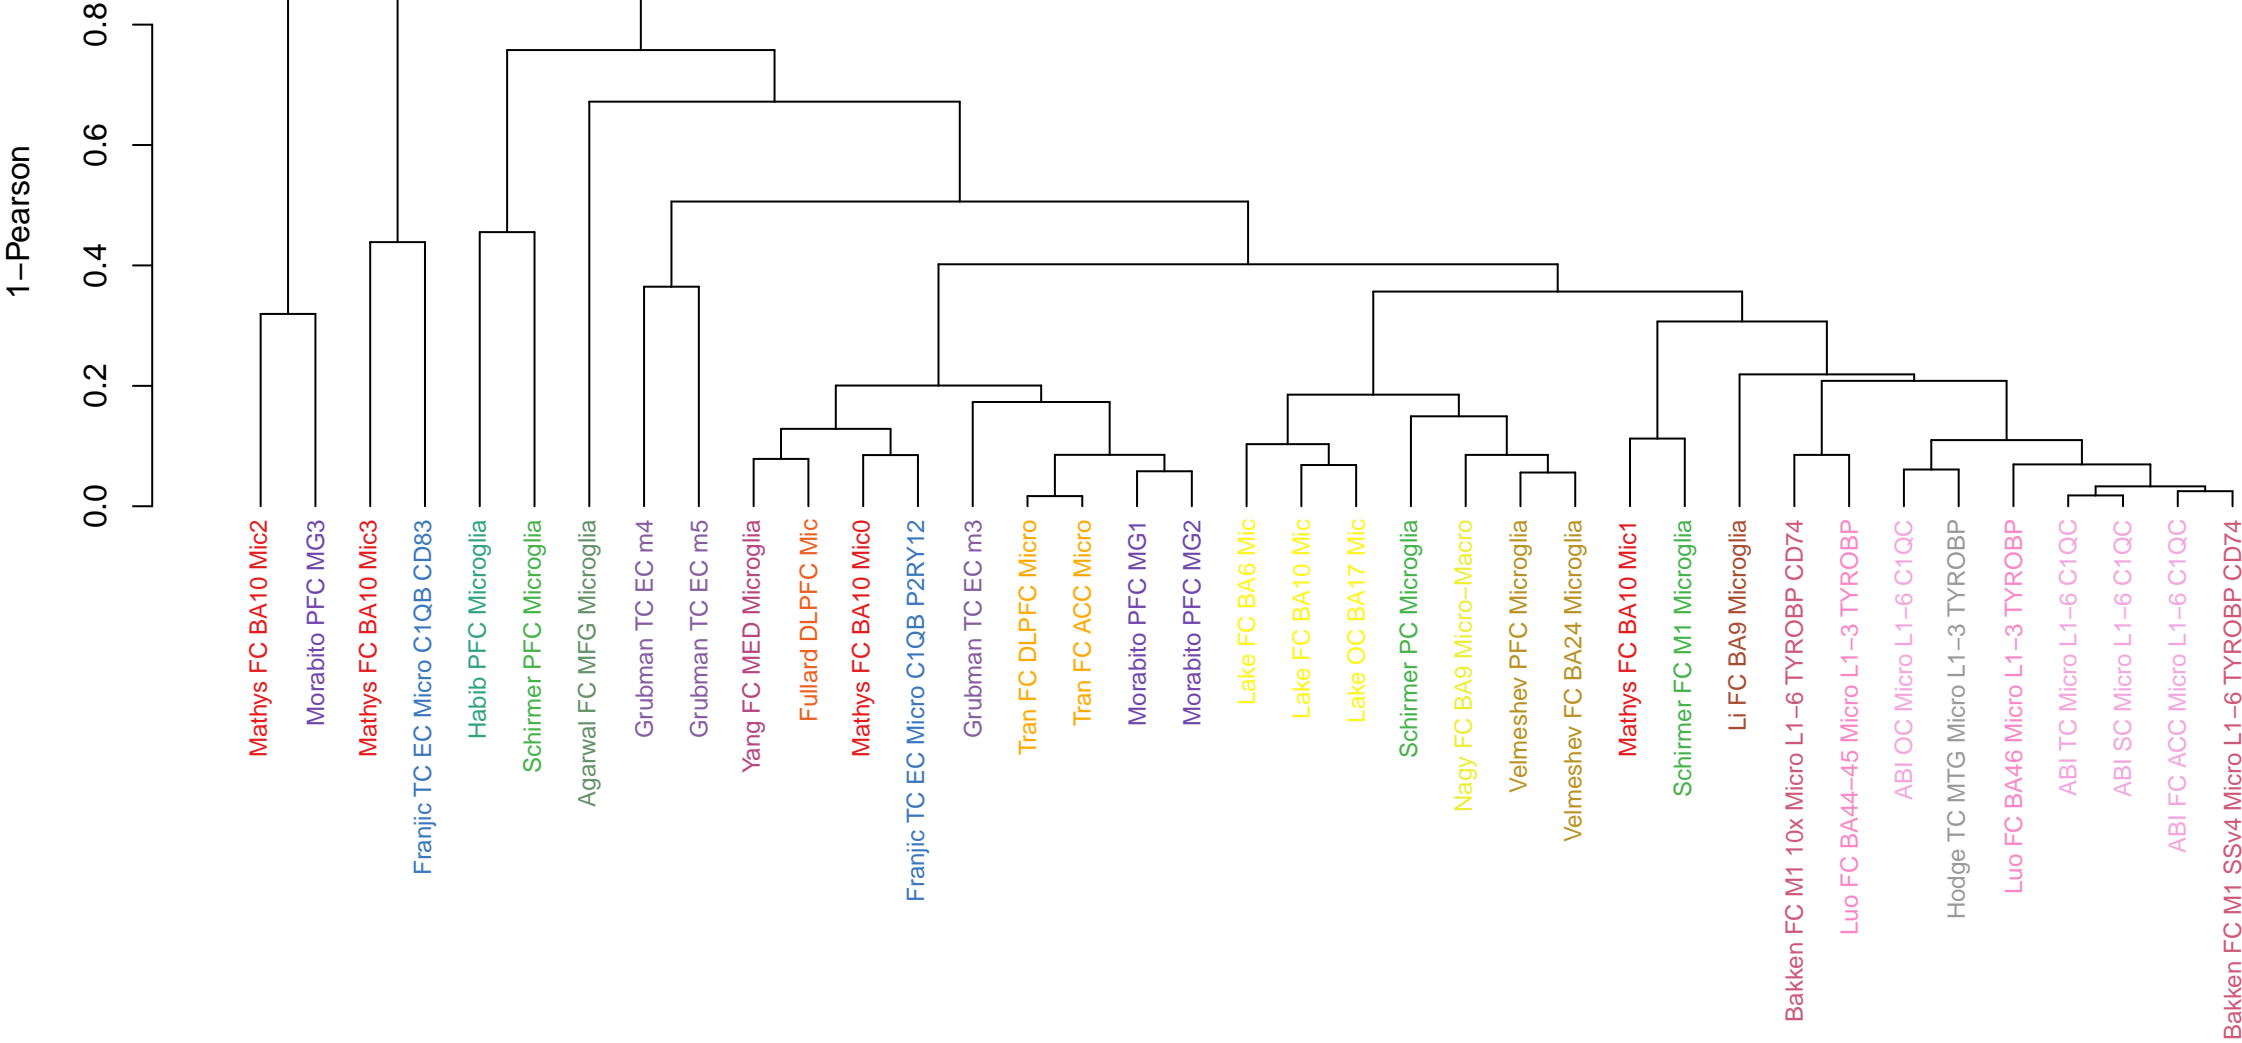 1−Pearson
0.8
0.6
0.4
0.2
0.0
Mathys FC BA10 Mic2
Morabito PFC MG3
Mathys FC BA10 Mic3
Franjic TC EC Micro C1QB CD83
Habib PFC Microglia
Schirmer PFC Microglia
Agarwal FC MFG Microglia
Grubman TC EC m4
Grubman TC EC m5
Yang FC MED Microglia
Fullard DLPFC Mic
Mathys FC BA10 Mic0
Franjic TC EC Micro C1QB P2RY12
Grubman TC EC m3
Tran FC DLPFC Micro
Tran FC ACC Micro
Morabito PFC MG1
Morabito PFC MG2
Lake FC BA6 Mic
Lake FC BA10 Mic
Lake OC BA17 Mic
Schirmer PC Microglia
Nagy FC BA9 Micro−Macro
Velmeshev PFC Microglia
Velmeshev FC BA24 Microglia
Mathys FC BA10 Mic1
Schirmer FC M1 Microglia
Li FC BA9 Microglia
Bakken FC M1 10x Micro L1−6 TYROBP CD74
Luo FC BA44−45 Micro L1−3 TYROBP
ABI OC Micro L1−6 C1QC
Hodge TC MTG Micro L1−3 TYROBP
Luo FC BA46 Micro L1−3 TYROBP
ABI TC Micro L1−6 C1QC
ABI SC Micro L1−6 C1QC
ABI FC ACC Micro L1−6 C1QC
Bakken FC M1 SSv4 Micro L1−6 TYROBP CD74